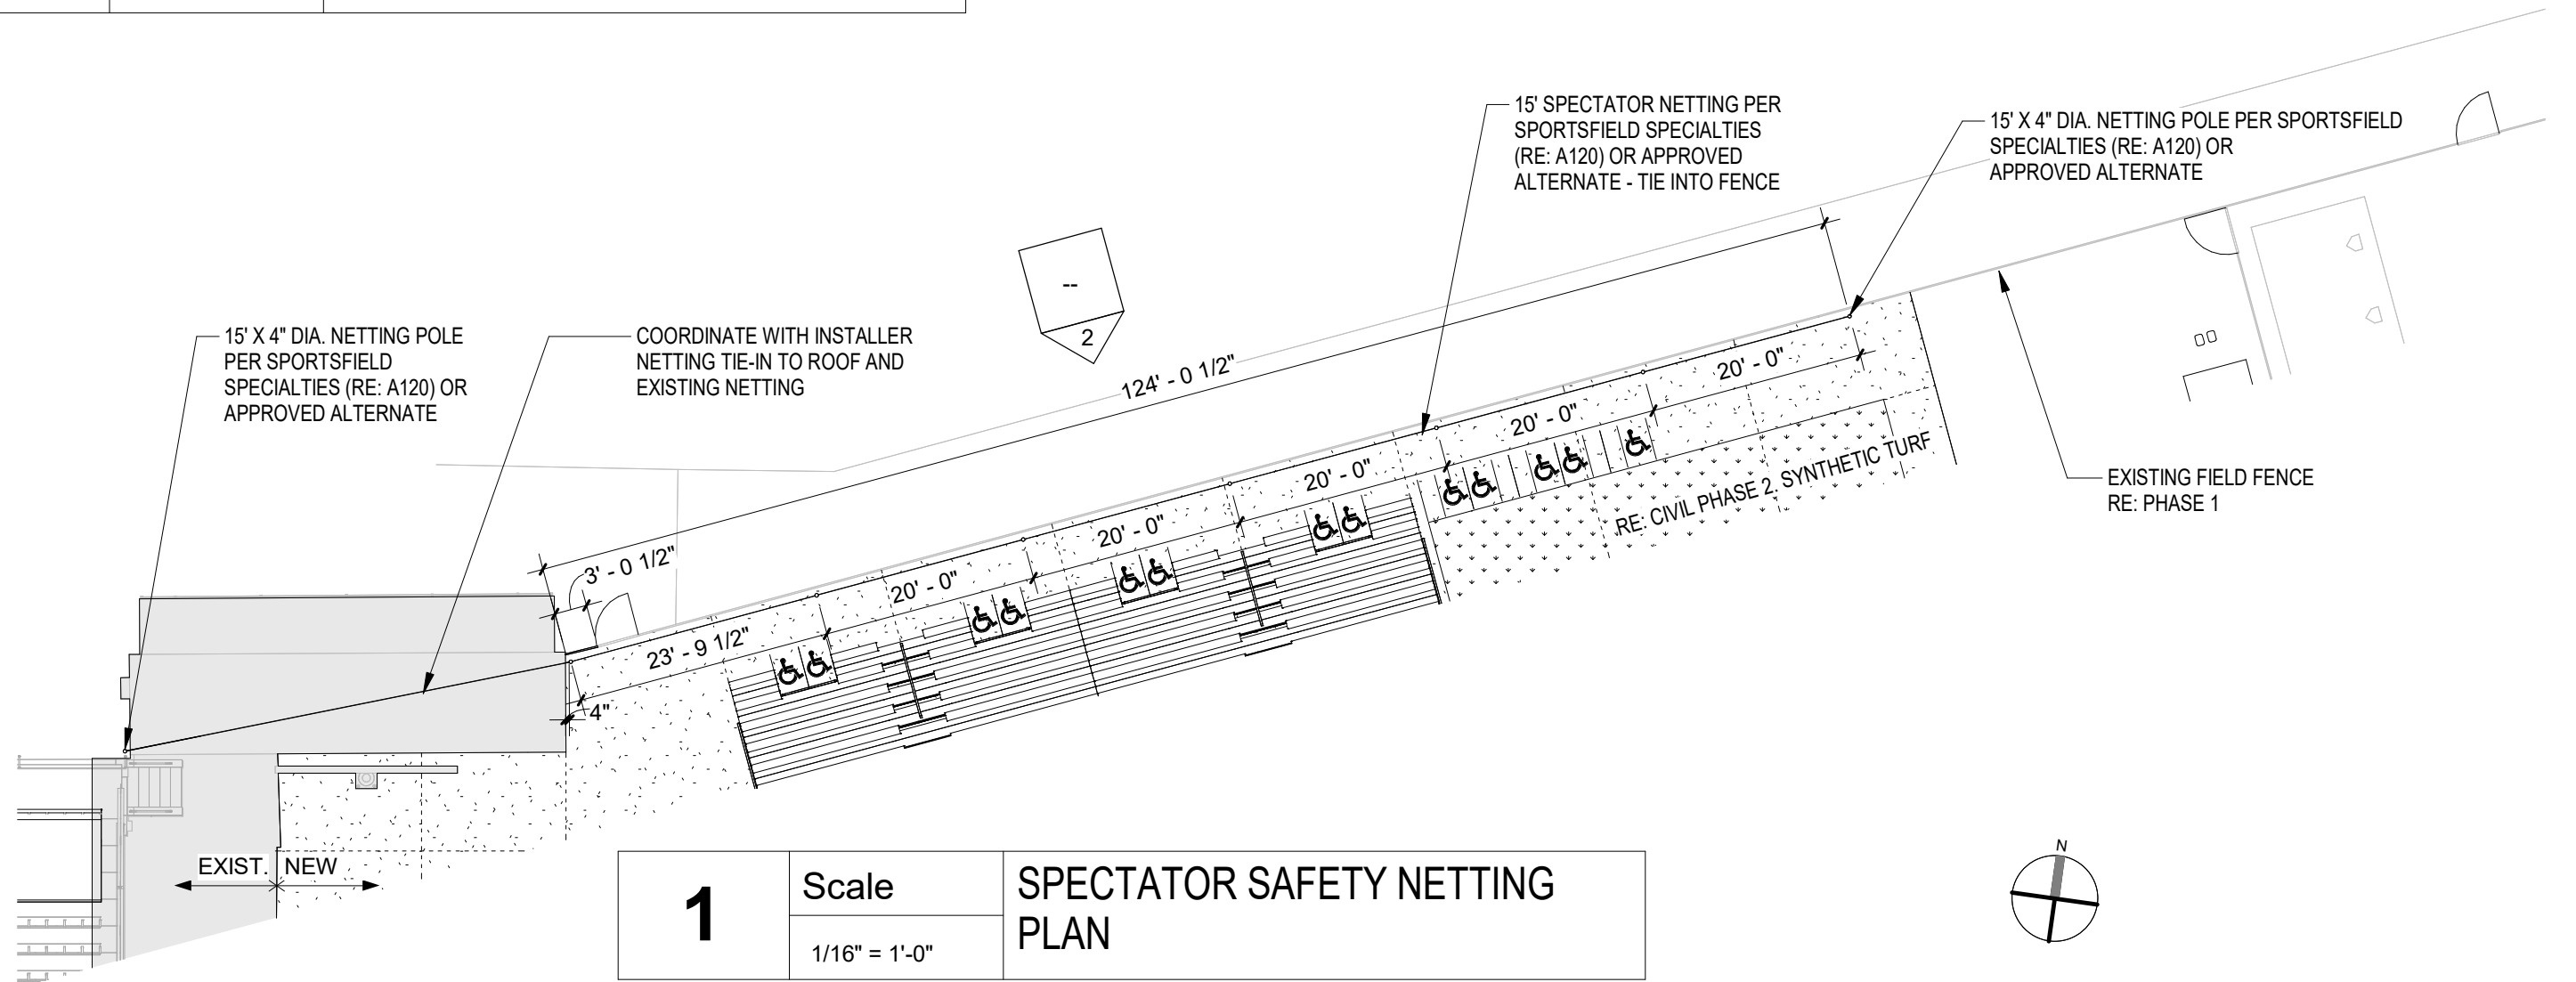 15' SPECTATOR NETTING PER
SPORTSFIELD SPECIALTIES
(RE: A120) OR APPROVED
ALTERNATE - TIE INTO FENCE
15' X 4" DIA. NETTING POLE PER SPORTSFIELD
SPECIALTIES (RE: A120) OR
APPROVED ALTERNATE
--
2
15' X 4" DIA. NETTING POLE
PER SPORTSFIELD
SPECIALTIES (RE: A120) OR
APPROVED ALTERNATE
COORDINATE WITH INSTALLER
NETTING TIE-IN TO ROOF AND
EXISTING NETTING
124' - 0 1/2"
3' - 0 1/2"
23' - 9 1/2"
20' - 0"
20' - 0"
20' - 0"
20' - 0"
20' - 0"
4"
RE: CIVIL PHASE 2. SYNTHETIC TURF
EXISTING FIELD FENCE
RE: PHASE 1
EXIST. NEW
1
Scale
1/16" = 1'-0"
SPECTATOR SAFETY NETTING
PLAN
N